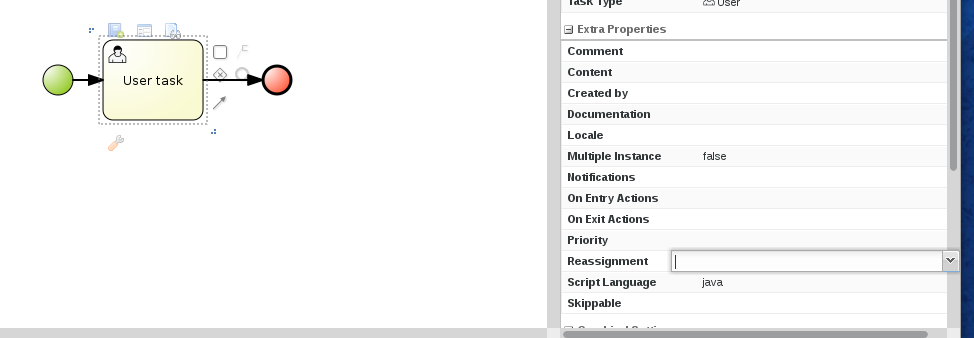 User task
Task Type User
Extra Properties
Comment
Content
Created by
Documentation
Locale
Multiple Instance false
Notifications
On Entry Actions
On Exit Actions
Priority
Reassignment
Script Language java
Skippable